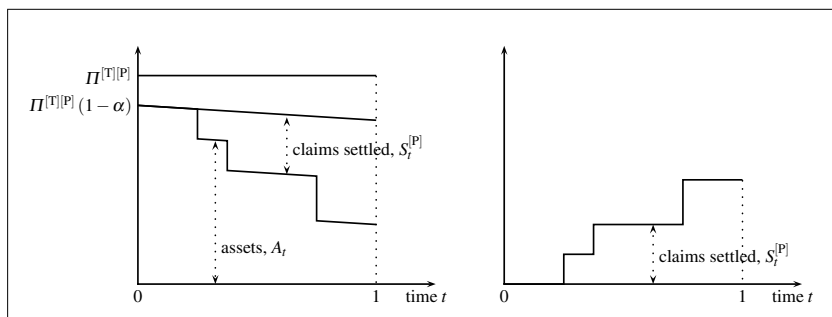 Π^[T][P]
Π^[T][P] (1 − α)
claims settled, S_t^[P]
assets, A_t
0
1
time t
claims settled, S_t^[P]
0
1
time t